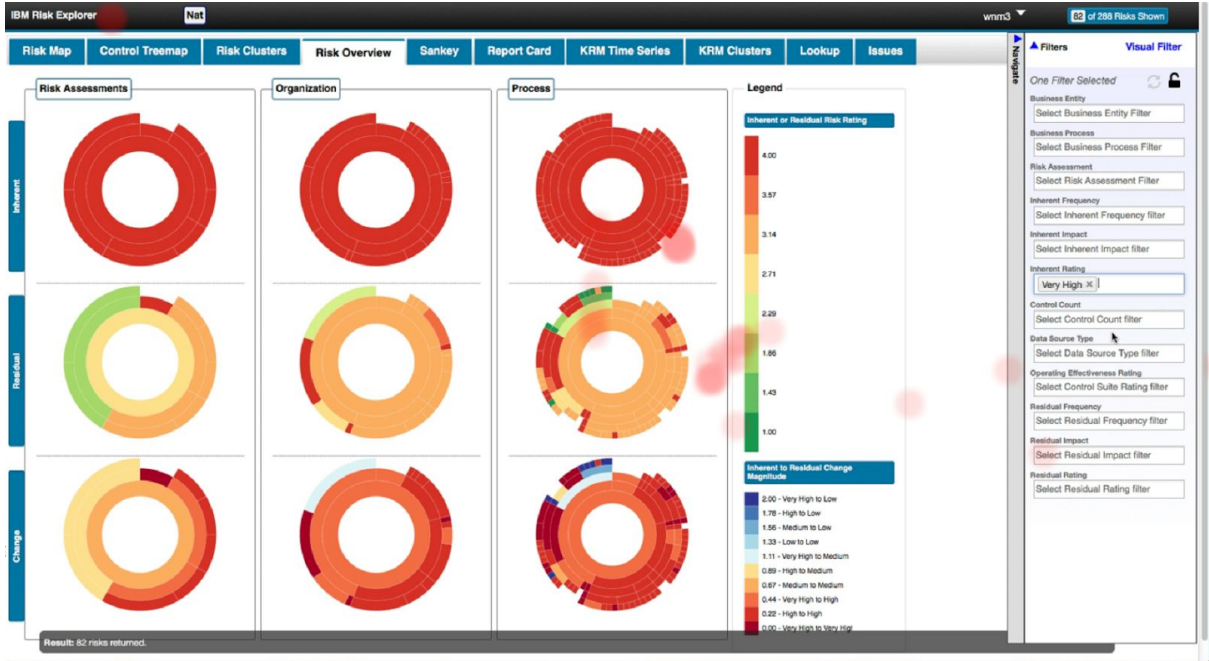 IBM Risk Explorer
Nat
wnm3
82 of 288 Risks Shown
Risk Map
Control Treemap
Risk Clusters
Risk Overview
Sankey
Report Card
KRM Time Series
KRM Clusters
Lookup
Issues
Navigate
Filters
Visual Filter
Risk Assessments
Organization
Process
Legend
Inherent
Residual
Change
Inherent or Residual Risk Rating
4.00
3.57
3.14
2.71
2.29
1.86
1.43
1.00
Inherent to Residual Change
Magnitude
2.00 - Very High to Low
1.78 - High to Low
1.56 - Medium to Low
1.33 - Low to Low
1.11 - Very High to Medium
0.89 - High to Medium
0.67 - Medium to Medium
0.44 - Very High to High
0.22 - High to High
0.00 - Very High to Very Higl
One Filter Selected
Business Entity
Select Business Entity Filter
Business Process
Select Business Process Filter
Risk Assessment
Select Risk Assessment Filter
Inherent Frequency
Select Inherent Frequency filter
Inherent Impact
Select Inherent Impact filter
Inherent Rating
Very High ×
Control Count
Select Control Count filter
Data Source Type
Select Data Source Type filter
Operating Effectiveness Rating
Select Control Suite Rating filter
Residual Frequency
Select Residual Frequency filter
Residual Impact
Select Residual Impact filter
Residual Rating
Select Residual Rating filter
Result: 82 risks returned.